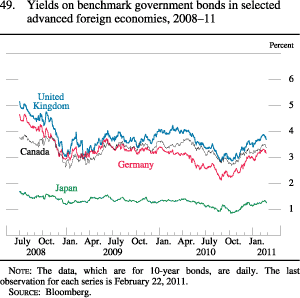 49. Yields on benchmark government bonds in selected
advanced foreign economies, 2008–11
Percent
6
United
Kingdom
5
4
Canada
3
Germany
2
Japan
1
July Oct. Jan. Apr. July Oct. Jan. Apr. July Oct. Jan.
2008 2009 2010 2011
NOTE: The data, which are for 10-year bonds, are daily. The last
observation for each series is February 22, 2011.
SOURCE: Bloomberg.